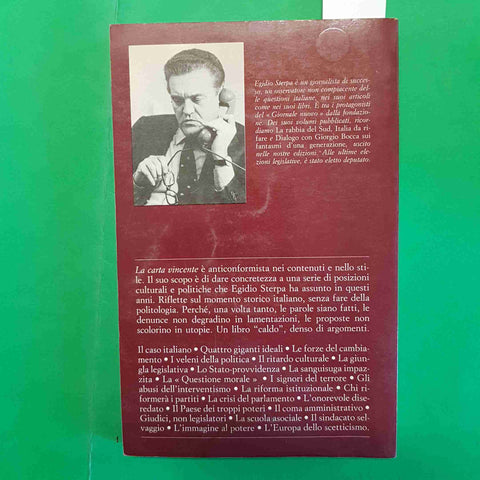 Egidio Sterpa è un giornalista di succes-
so, un osservatore non compiacente del-
le questioni italiane, nei suoi articoli
come nei suoi libri. È tra i protagonisti
del «Giornale nuovo» dalla fondazio-
ne. Dei suoi volumi pubblicati, ricor-
diamo La rabbia del Sud, Italia da ri-
fare e Dialogo con Giorgio Bocca sui
fantasmi d'una generazione, uscito
nelle nostre edizioni. Alle ultime ele-
zioni legislative, è stato eletto deputato.
La carta vincente è anticonformista nei contenuti e nello sti-
le. Il suo scopo è di dare concretezza a una serie di posizioni
culturali e politiche che Egidio Sterpa ha assunto in questi
anni. Riflette sul momento storico italiano, senza fare della
politologia. Perché, una volta tanto, le parole siano fatti, le
denunce non degradino in lamentazioni, le proposte non
scolorino in utopie. Un libro "caldo", denso di argomenti.
Il caso italiano • Quattro giganti ideali • Le forze del cambia-
mento • I veleni della politica • Il ritardo culturale • La giun-
gla legislativa • Lo Stato-provvidenza • La sanguisuga impaz-
zita • La « Questione morale » • I signori del terrore • Gli
abusi dell'interventismo • La riforma istituzionale • Chi ri-
formerà i partiti • La crisi del parlamento • L'onorevole dise-
redato • Il Paese dei troppi poteri • Il coma amministrativo •
Giudici, non legislatori • La scuola asociale • Il sindacato sel-
vaggio • L'immagine al potere • L'Europa dello scetticismo.